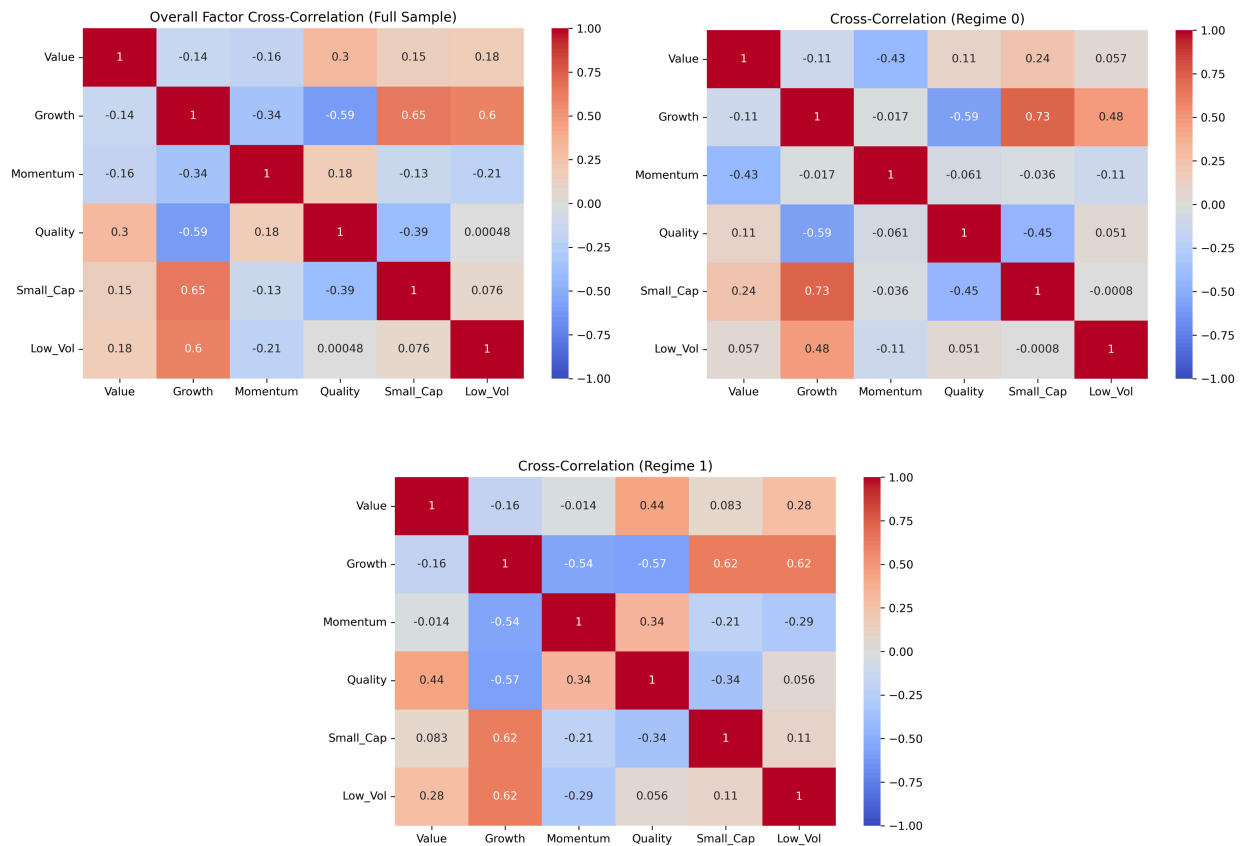 Overall Factor Cross-Correlation (Full Sample)
Value 1 -0.14 -0.16 0.3 0.15 0.18
Growth -0.14 1 -0.34 -0.59 0.65 0.6
Momentum -0.16 -0.34 1 0.18 -0.13 -0.21
Quality 0.3 -0.59 0.18 1 -0.39 0.00048
Small_Cap 0.15 0.65 -0.13 -0.39 1 0.076
Low_Vol 0.18 0.6 -0.21 0.00048 0.076 1
Value Growth Momentum Quality Small_Cap Low_Vol
1.00
0.75
0.50
0.25
0.00
−0.25
−0.50
−0.75
−1.00
Cross-Correlation (Regime 0)
Value 1 -0.11 -0.43 0.11 0.24 0.057
Growth -0.11 1 -0.017 -0.59 0.73 0.48
Momentum -0.43 -0.017 1 -0.061 -0.036 -0.11
Quality 0.11 -0.59 -0.061 1 -0.45 0.051
Small_Cap 0.24 0.73 -0.036 -0.45 1 -0.0008
Low_Vol 0.057 0.48 -0.11 0.051 -0.0008 1
Value Growth Momentum Quality Small_Cap Low_Vol
1.00
0.75
0.50
0.25
0.00
−0.25
−0.50
−0.75
−1.00
Cross-Correlation (Regime 1)
Value 1 -0.16 -0.014 0.44 0.083 0.28
Growth -0.16 1 -0.54 -0.57 0.62 0.62
Momentum -0.014 -0.54 1 0.34 -0.21 -0.29
Quality 0.44 -0.57 0.34 1 -0.34 0.056
Small_Cap 0.083 0.62 -0.21 -0.34 1 0.11
Low_Vol 0.28 0.62 -0.29 0.056 0.11 1
Value Growth Momentum Quality Small_Cap Low_Vol
1.00
0.75
0.50
0.25
0.00
−0.25
−0.50
−0.75
−1.00